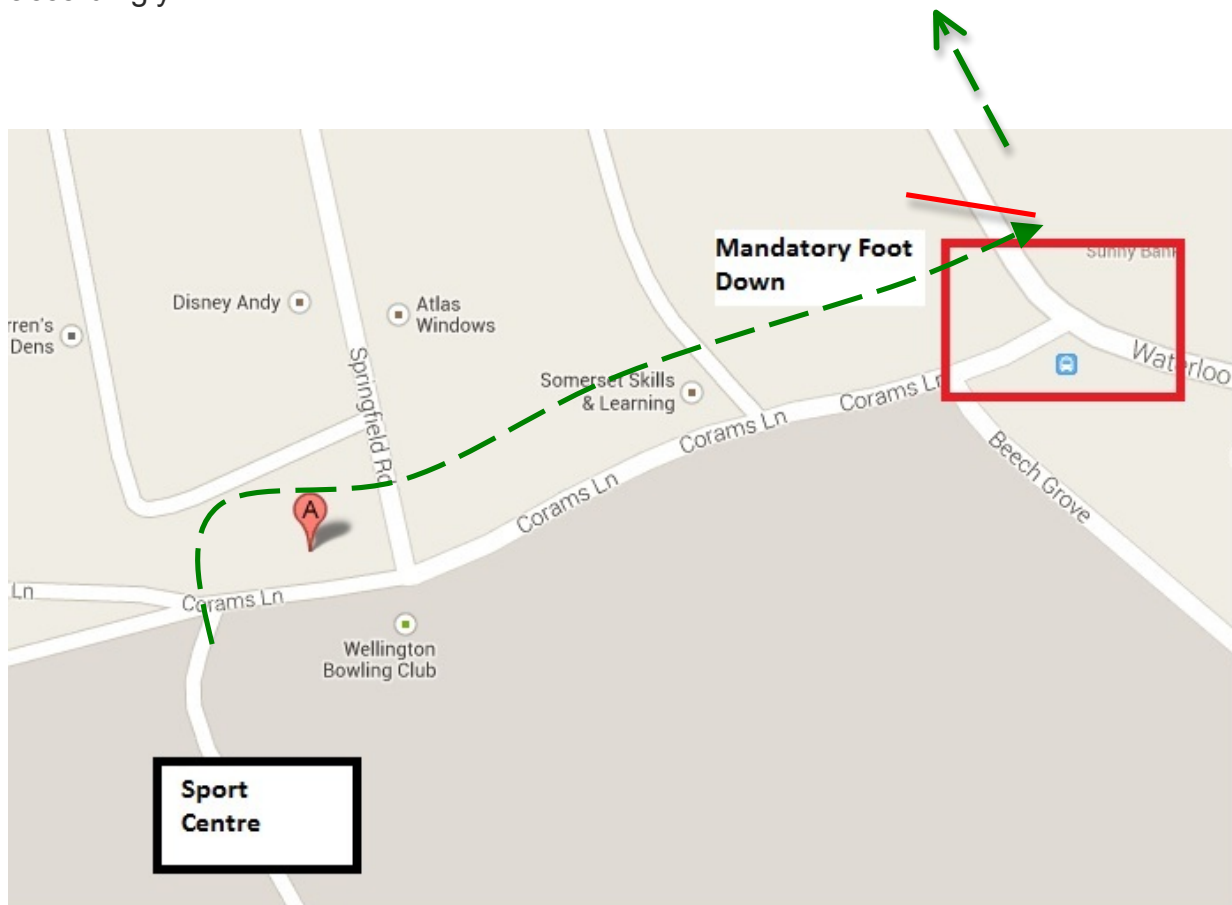 Mandatory Foot
Down
Sunny Bank
Disney Andy
Atlas
Windows
rren's
Dens
Springfield Rd
Somerset Skills
& Learning
Waterloo
Corams Ln
Corams Ln
Corams Ln
Beech Grove
Ln
Corams Ln
Wellington
Bowling Club
A
Sport
Centre